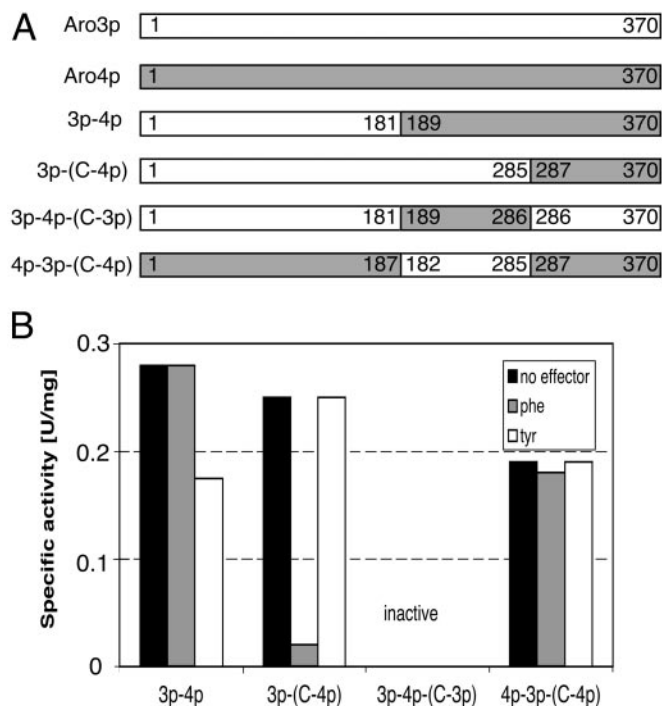 A
Aro3p 1 370
Aro4p 1 370
3p-4p 1 181 189 370
3p-(C-4p) 1 285 287 370
3p-4p-(C-3p) 1 181 189 286 286 370
4p-3p-(C-4p) 1 187 182 285 287 370
B
Specific activity [U/mg]
0.3
0.2
0.1
0
no effector
phe
tyr
inactive
3p-4p 3p-(C-4p) 3p-4p-(C-3p) 4p-3p-(C-4p)